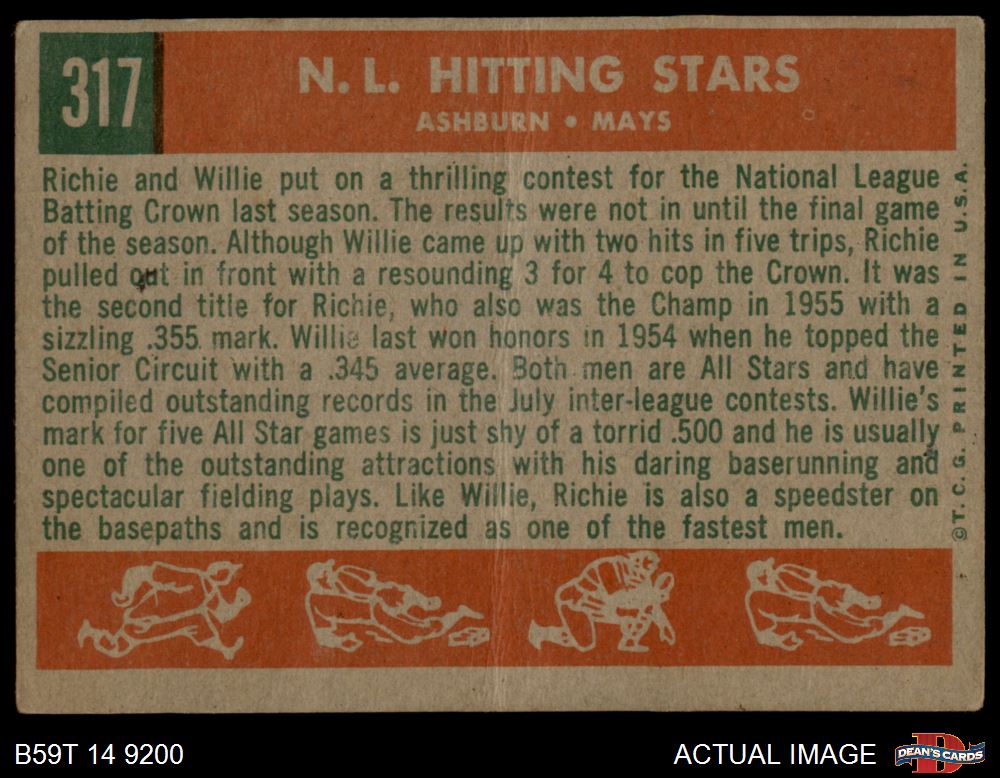 317
N. L. HITTING STARS
ASHBURN • MAYS
Richie and Willie put on a thrilling contest for the National League
Batting Crown last season. The results were not in until the final game
of the season. Although Willie came up with two hits in five trips, Richie
pulled out in front with a resounding 3 for 4 to cop the Crown. It was
the second title for Richie, who also was the Champ in 1955 with a
sizzling .355 mark. Willie last won honors in 1954 when he topped the
Senior Circuit with a .345 average. Both men are All Stars and have
compiled outstanding records in the July inter-league contests. Willie's
mark for five All Star games is just shy of a torrid .500 and he is usually
one of the outstanding attractions with his daring baserunning and
spectacular fielding plays. Like Willie, Richie is also a speedster on
the basepaths and is recognized as one of the fastest men.
©T. C. G. PRINTED IN U.S.A.
B59T 14 9200
ACTUAL IMAGE
D
DEAN'S CARDS